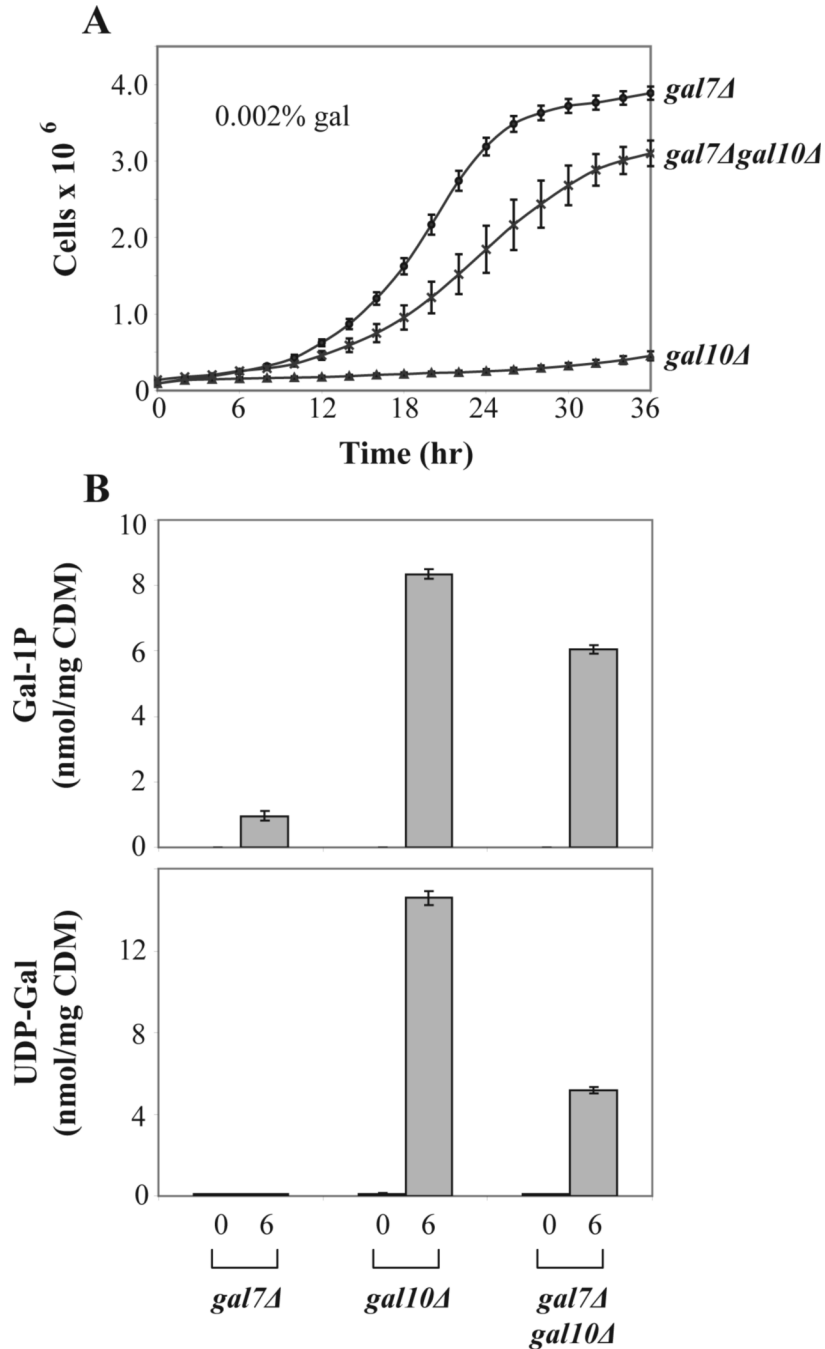 A
4.0
3.0
2.0
1.0
0
Cells x 10 6
0.002% gal
gal7Δ
gal7Δgal10Δ
gal10Δ
0 6 12 18 24 30 36
Time (hr)
B
10
8
6
4
2
0
Gal-1P
(nmol/mg CDM)
12
8
4
0
UDP-Gal
(nmol/mg CDM)
0 6 0 6 0 6
gal7Δ gal10Δ gal7Δ
gal10Δ